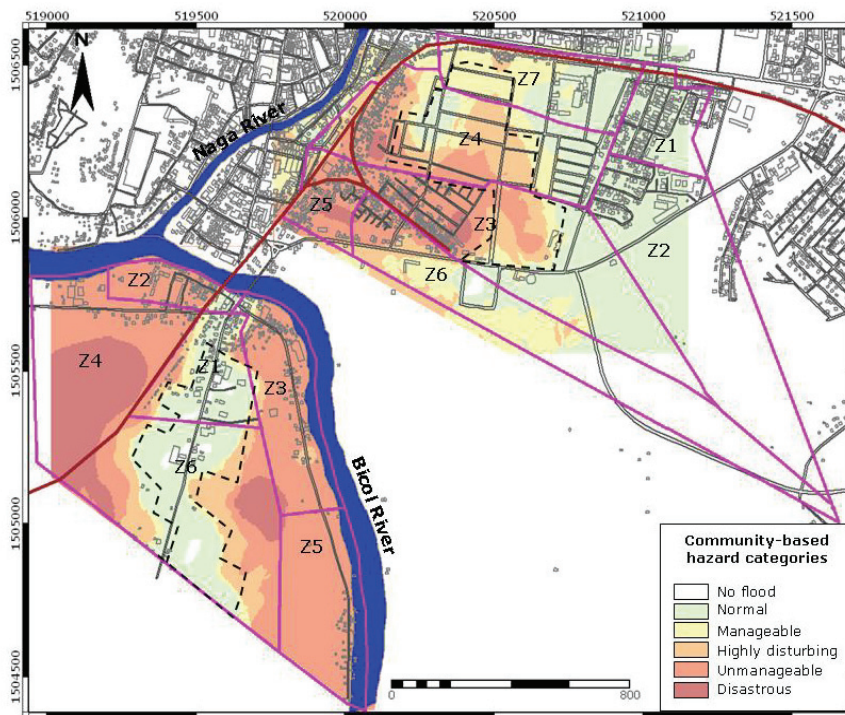 519000 519500 520000 520500 521000 521500
1506500
1506000
1505500
1505000
1504500
N
Naga River
Z7
Z4
Z1
Z5
Z3
Z2
Z6
Z2
Z4
Z1
Z3
Z6
Z5
Bicol River
0 800
Community-based
hazard categories
No flood
Normal
Manageable
Highly disturbing
Unmanageable
Disastrous